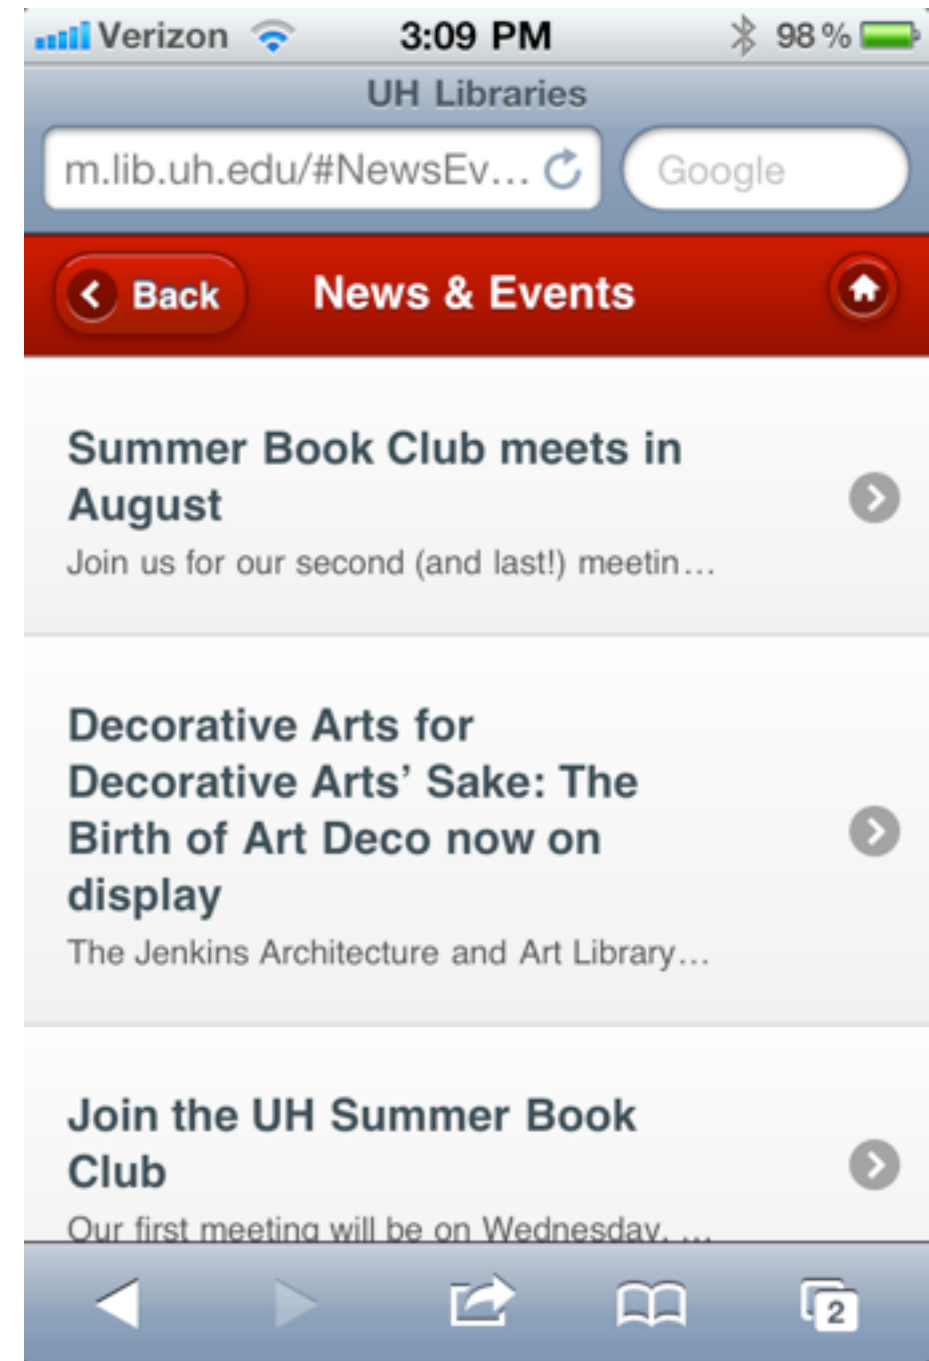 Verizon 3:09 PM 98%
UH Libraries
m.lib.uh.edu/#NewsEv... Google
Back News & Events
Summer Book Club meets in
August
Join us for our second (and last!) meetin...
Decorative Arts for
Decorative Arts’ Sake: The
Birth of Art Deco now on
display
The Jenkins Architecture and Art Library...
Join the UH Summer Book
Club
Our first meeting will be on Wednesday, ...
2